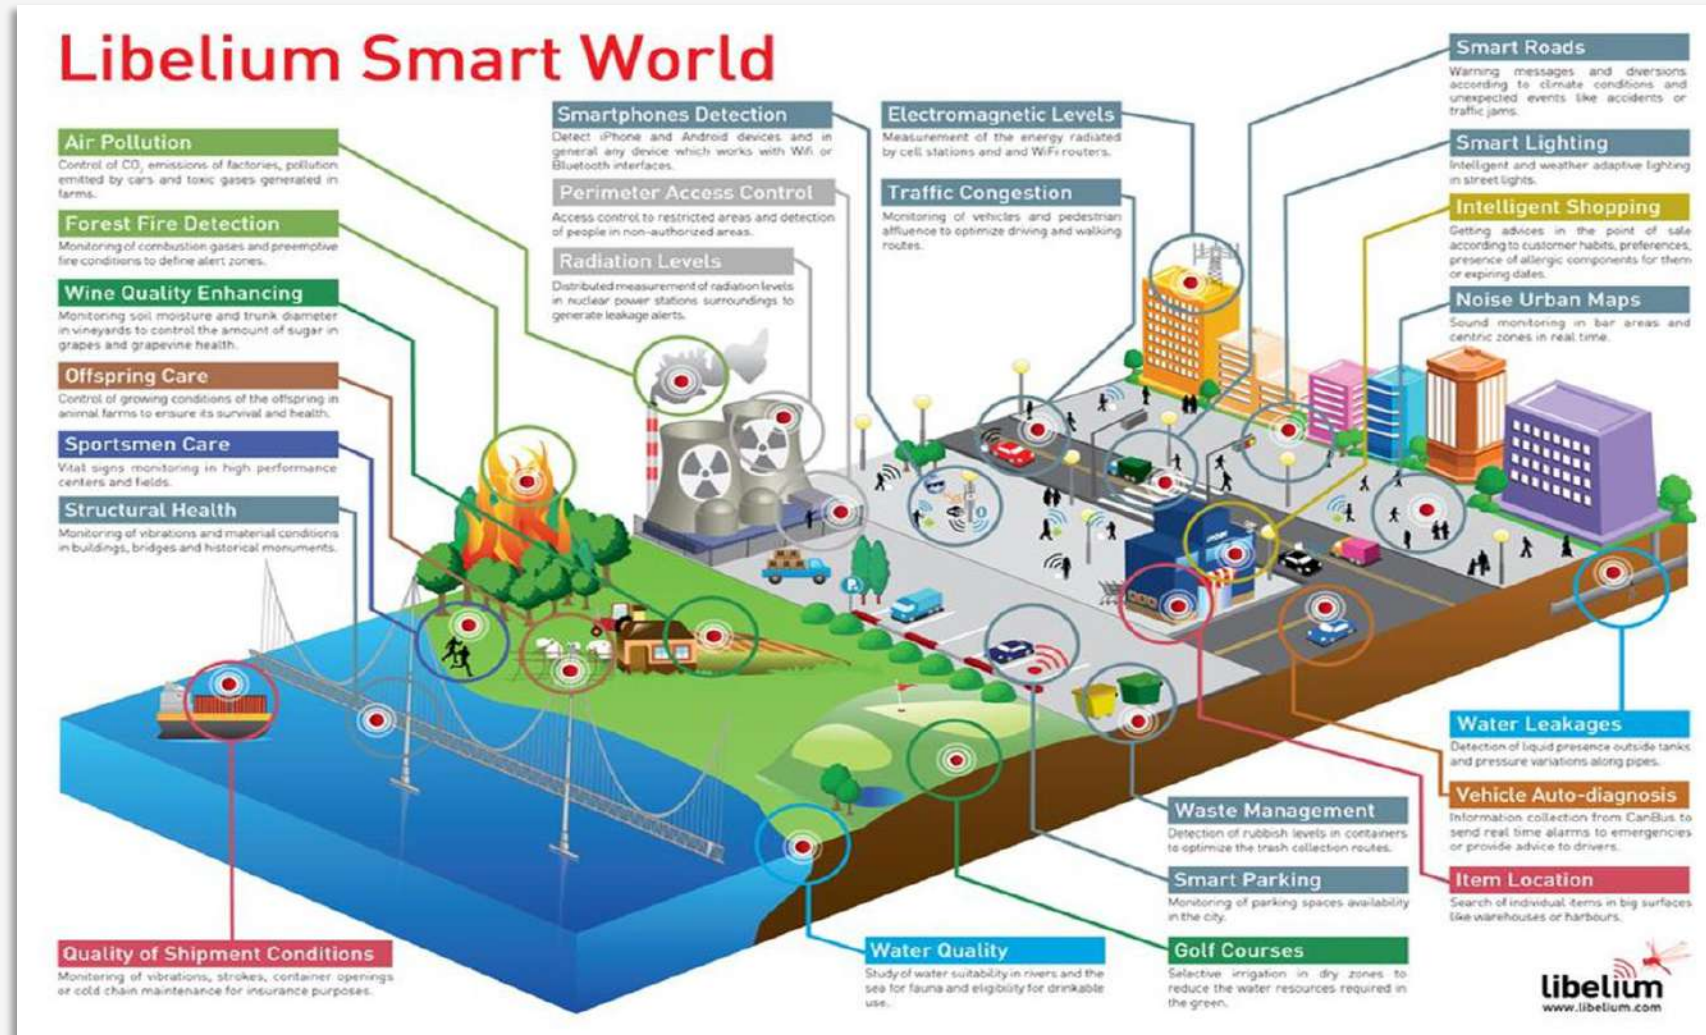 Libelium Smart World
Air Pollution
Control of CO₂ emissions of factories, pollution
emitted by cars and toxic gases generated in
farms.
Forest Fire Detection
Monitoring of combustion gases and preemptive
fire conditions to define alert zones.
Wine Quality Enhancing
Monitoring soil moisture and trunk diameter
in vineyards to control the amount of sugar in
grapes and grapevine health.
Offspring Care
Control of growing conditions of the offspring in
animal farms to ensure its survival and health.
Sportsmen Care
Vital signs monitoring in high performance
centers and fields.
Structural Health
Monitoring of vibrations and material conditions
in buildings, bridges and historical monuments.
Quality of Shipment Conditions
Monitoring of vibrations, strokes, container openings
or cold chain maintenance for insurance purposes.
Smartphones Detection
Detect iPhone and Android devices and in
general any device which works with Wifi or
Bluetooth interfaces.
Perimeter Access Control
Access control to restricted areas and detection
of people in non-authorized areas.
Radiation Levels
Distributed measurement of radiation levels
in nuclear power stations surroundings to
generate leakage alerts.
Electromagnetic Levels
Measurement of the energy radiated
by cell stations and and WiFi routers.
Traffic Congestion
Monitoring of vehicles and pedestrian
affluence to optimize driving and walking
routes.
Smart Roads
Warning messages and diversions
according to climate conditions and
unexpected events like accidents or
traffic jams.
Smart Lighting
Intelligent and weather adaptive lighting
in street lights.
Intelligent Shopping
Getting advices in the point of sale
according to customer habits, preferences,
presence of allergic components for them
or expiring dates.
Noise Urban Maps
Sound monitoring in bar areas and
centric zones in real time.
P
Water Leakages
Detection of liquid presence outside tanks
and pressure variations along pipes.
Vehicle Auto-diagnosis
Information collection from CanBus to
send real time alarms to emergencies
or provide advice to drivers.
Item Location
Search of individual items in big surfaces
like warehouses or harbours.
Waste Management
Detection of rubbish levels in containers
to optimize the trash collection routes.
Smart Parking
Monitoring of parking spaces availability
in the city.
Golf Courses
Selective irrigation in dry zones to
reduce the water resources required in
the green.
Water Quality
Study of water suitability in rivers and the
sea for fauna and eligibility for drinkable
use.
libelium
www.libelium.com